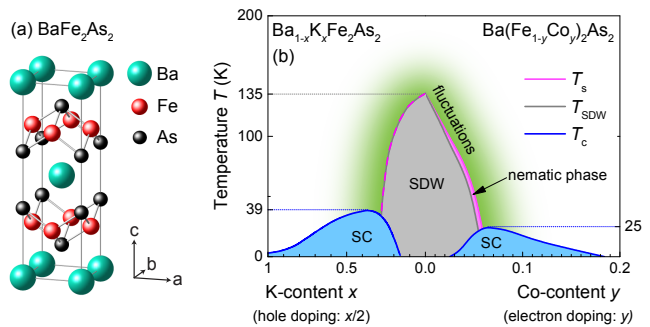 (a) BaFe₂As₂
Ba
Fe
As
c
b
a
Ba₁₋ₓKₓFe₂As₂
Ba(Fe₁₋yCoy)₂As₂
(b)
Temperature T (K)
200
135
100
39
0
25
Tₛ
T_SDW
T_c
fluctuations
nematic phase
SDW
SC
SC
1 0.5 0.0 0.1 0.2
K-content x
Co-content y
(hole doping: x/2)
(electron doping: y)